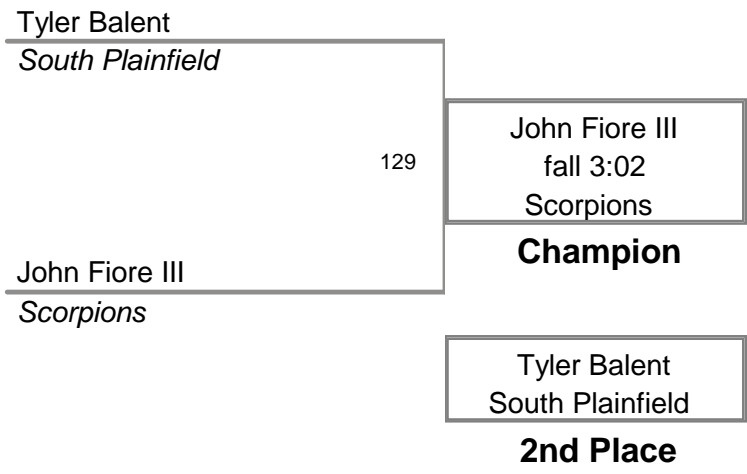 Tyler Balent
South Plainfield
129
John Fiore III
fall 3:02
Scorpions
Champion
John Fiore III
Scorpions
Tyler Balent
South Plainfield
2nd Place